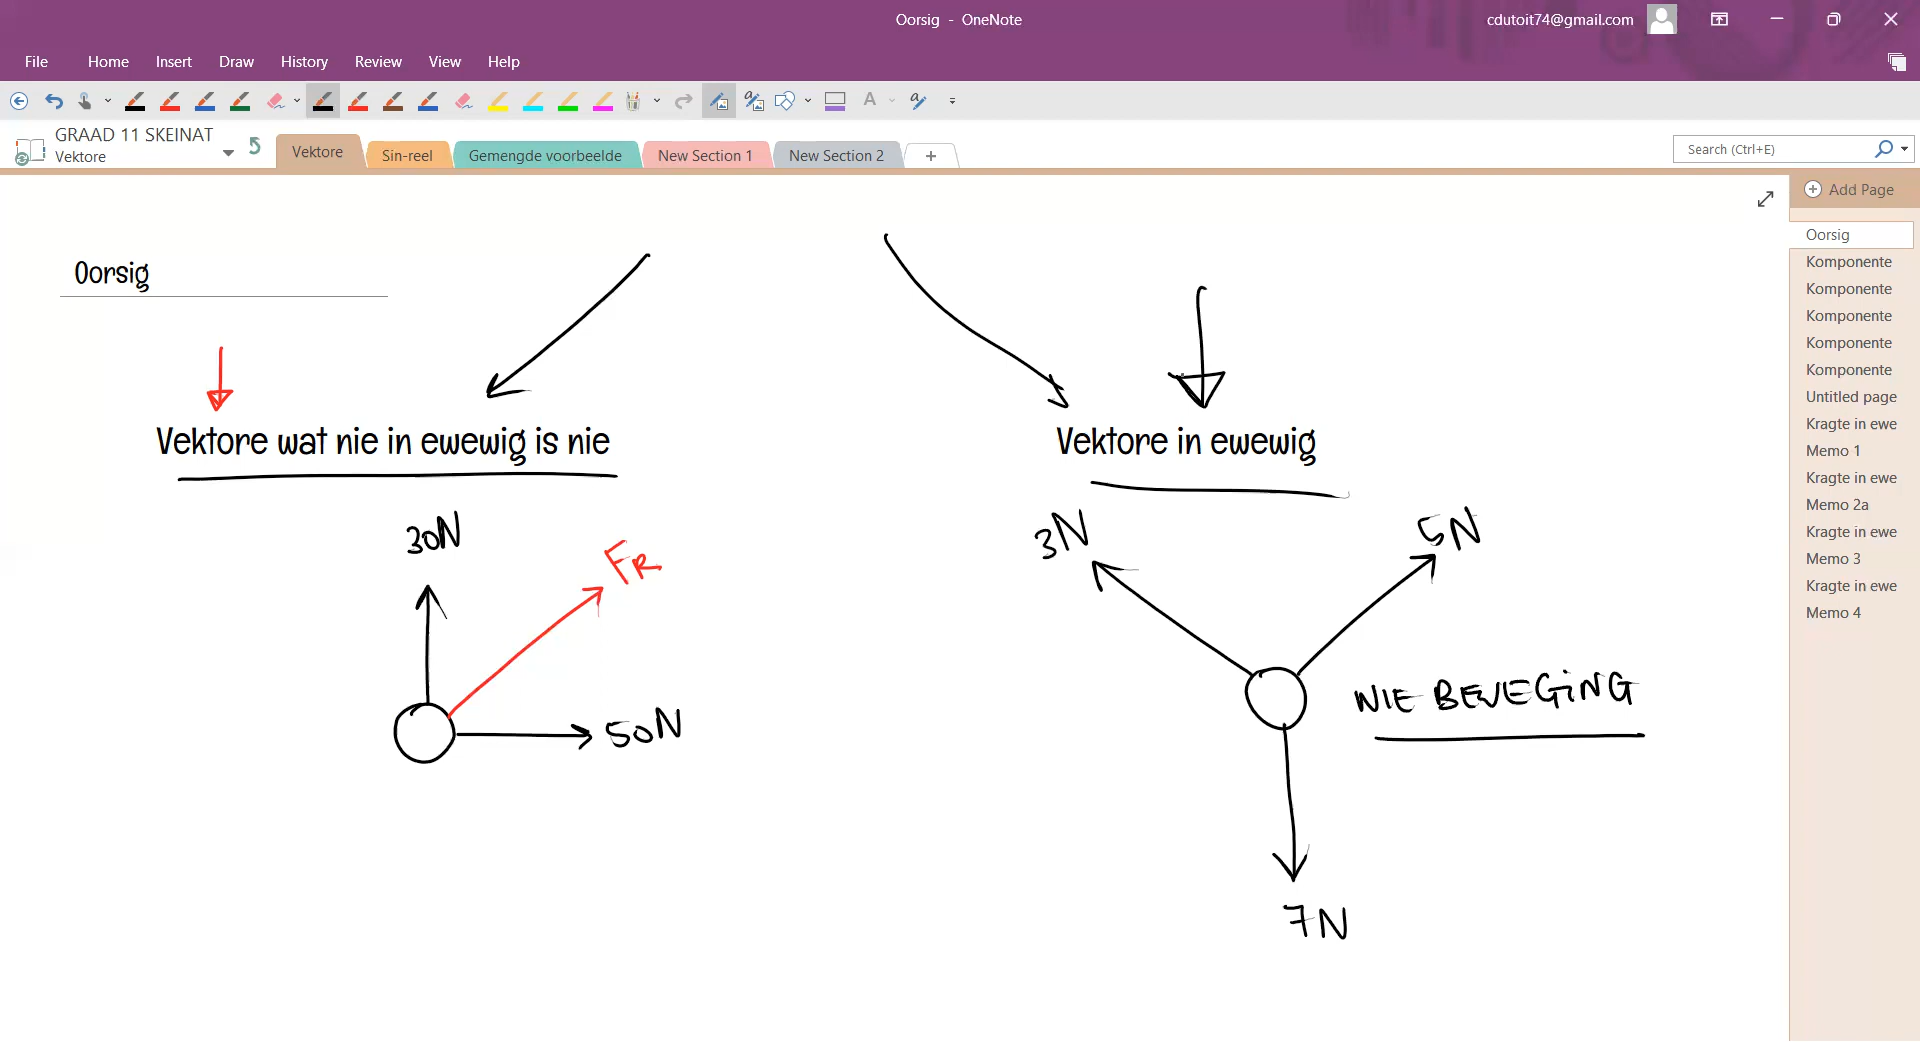 Oorsig - OneNote
cdutoit74@gmail.com
File Home Insert Draw History Review View Help
GRAAD 11 SKEINAT
Vektore
Vektore
Sin-reel
Gemengde voorbeelde
New Section 1
New Section 2
Search (Ctrl+E)
Add Page
Oorsig
Komponente
Komponente
Komponente
Komponente
Komponente
Untitled page
Kragte in ewe
Memo 1
Kragte in ewe
Memo 2a
Kragte in ewe
Memo 3
Kragte in ewe
Memo 4
Oorsig
Vektore wat nie in ewewig is nie
30N
FR
50N
Vektore in ewewig
3N
5N
NIE BEWEGING
7N